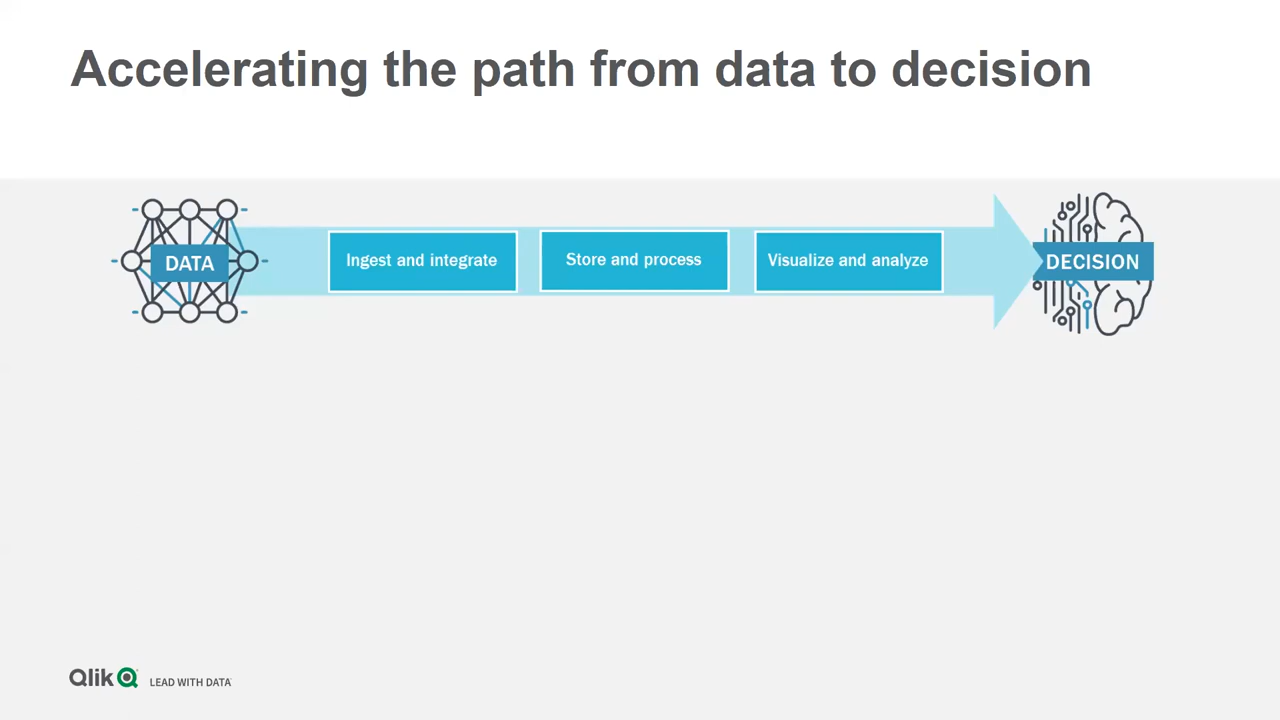 Accelerating the path from data to decision
DATA
Ingest and integrate
Store and process
Visualize and analyze
DECISION
Qlik
LEAD WITH DATA